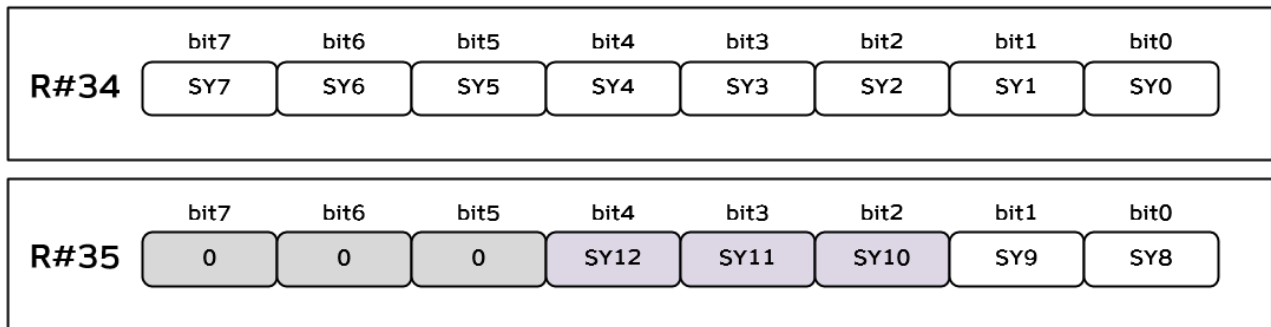 bit7 bit6 bit5 bit4 bit3 bit2 bit1 bit0
R#34 SY7 SY6 SY5 SY4 SY3 SY2 SY1 SY0
bit7 bit6 bit5 bit4 bit3 bit2 bit1 bit0
R#35 0 0 0 SY12 SY11 SY10 SY9 SY8